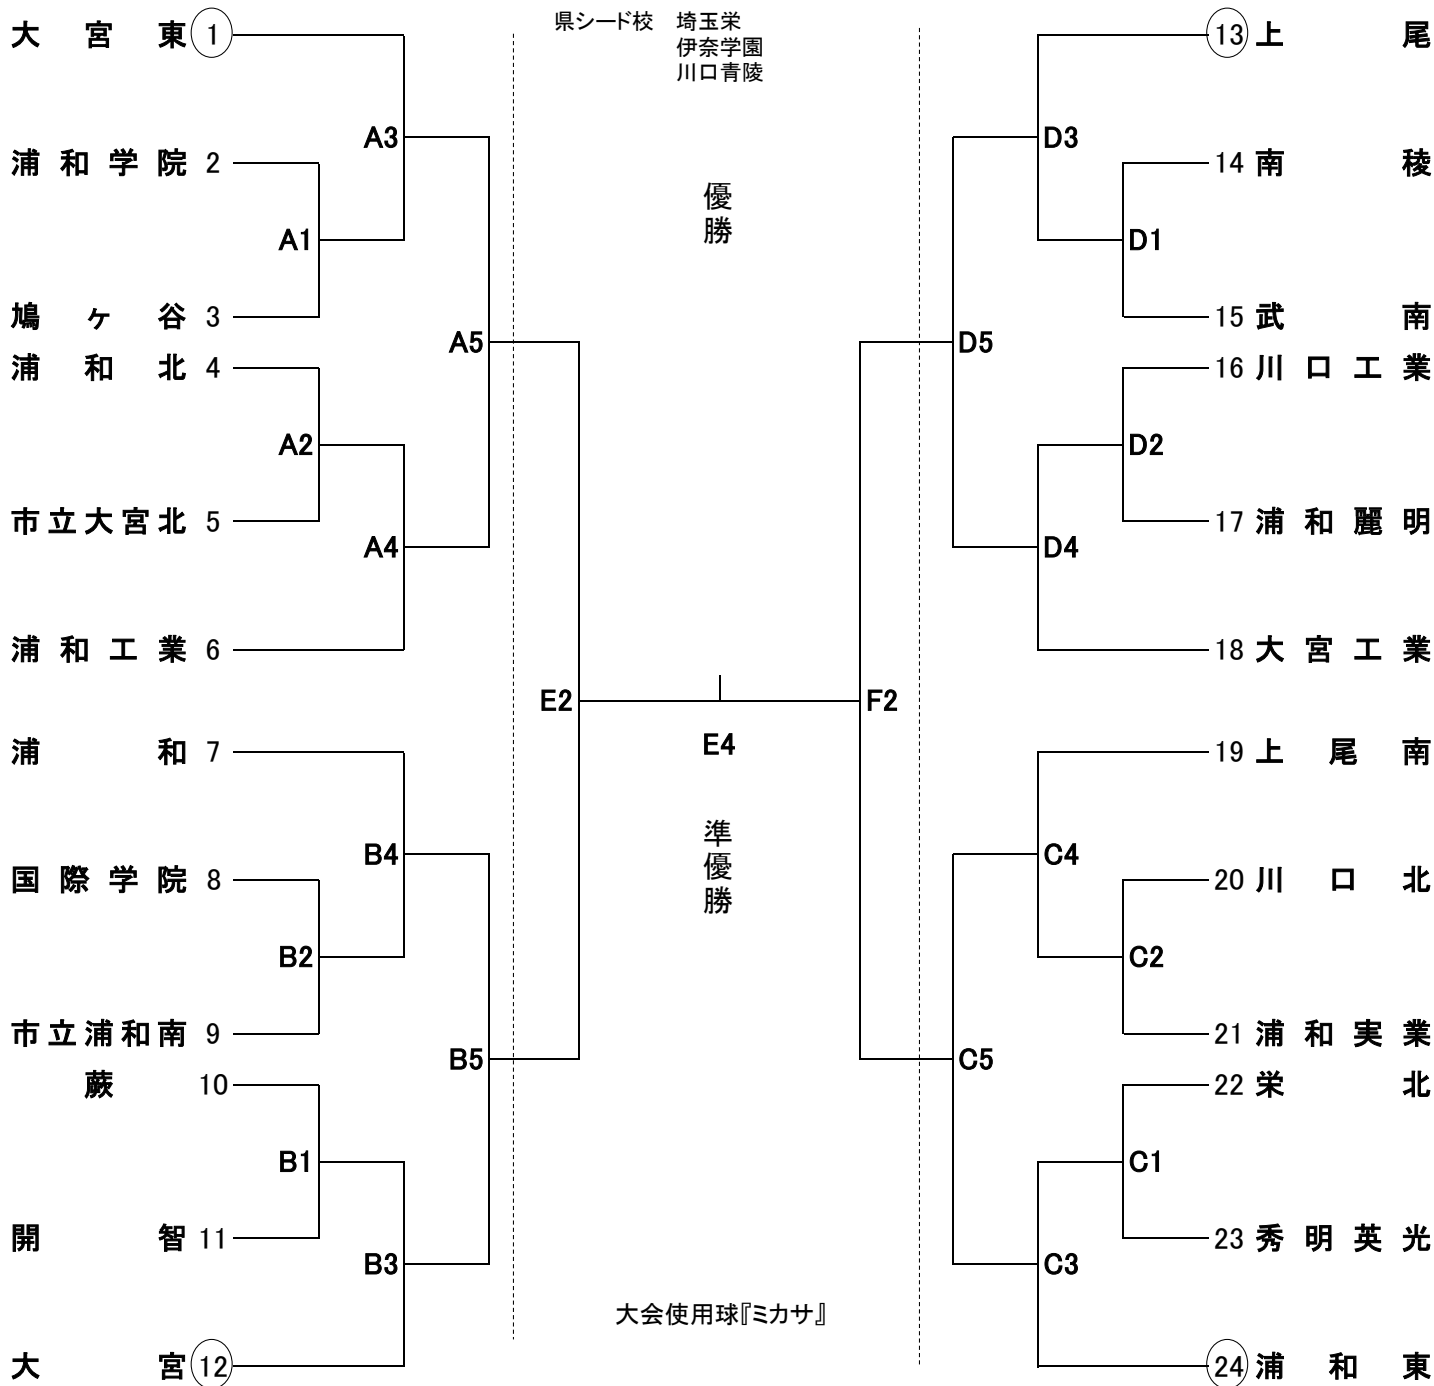 県シード校 埼玉栄
伊奈学園
川口青陵
大宮東 1
浦和学院 2
鳩ヶ谷 3
浦和北 4
市立大宮北 5
浦和工業 6
浦和 7
国際学院 8
市立浦和南 9
蕨 10
開智 11
大宮 12
A3
A1
A5
A2
A4
E2
B4
B2
B5
B1
B3
優勝
E4
準優勝
大会使用球『ミカサ』
D3
D1
D5
D2
D4
F2
C4
C2
C5
C1
C3
13 上尾
14 南稜
15 武南
16 川口工業
17 浦和麗明
18 大宮工業
19 上尾南
20 川口北
21 浦和実業
22 栄北
23 秀明英光
24 浦和東